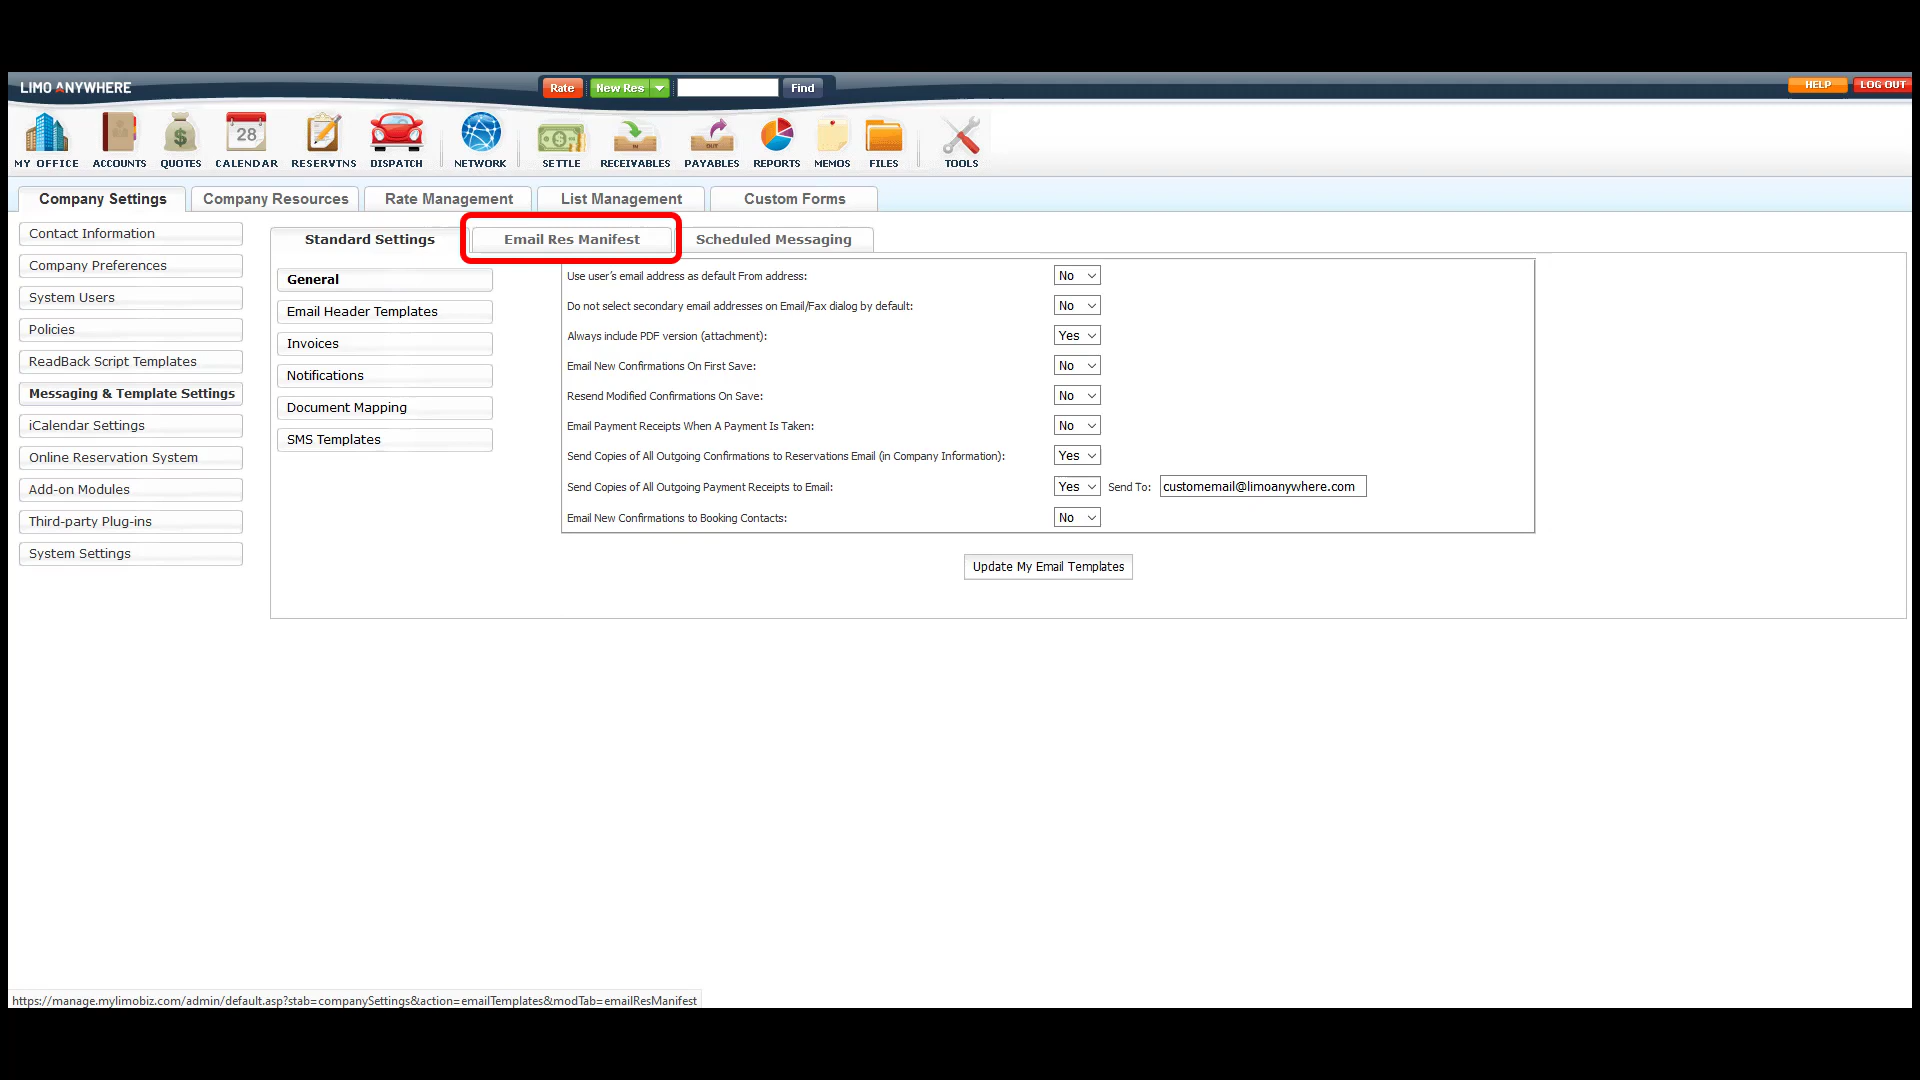 LIMO ANYWHERE
Rate
New Res
Find
HELP
LOG OUT
28
IN
OUT
MY OFFICE
ACCOUNTS
QUOTES
CALENDAR
RESERVTNS
DISPATCH
NETWORK
SETTLE
RECEIVABLES
PAYABLES
REPORTS
MEMOS
FILES
TOOLS
Company Settings
Company Resources
Rate Management
List Management
Custom Forms
Contact Information
Company Preferences
System Users
Policies
ReadBack Script Templates
Messaging & Template Settings
iCalendar Settings
Online Reservation System
Add-on Modules
Third-party Plug-ins
System Settings
Standard Settings
Email Res Manifest
Scheduled Messaging
General
Email Header Templates
Invoices
Notifications
Document Mapping
SMS Templates
Use user's email address as default From address: No
Do not select secondary email addresses on Email/Fax dialog by default: No
Always include PDF version (attachment): Yes
Email New Confirmations On First Save: No
Resend Modified Confirmations On Save: No
Email Payment Receipts When A Payment Is Taken: No
Send Copies of All Outgoing Confirmations to Reservations Email (in Company Information): Yes
Send Copies of All Outgoing Payment Receipts to Email: Yes Send To: customemail@limoanywhere.com
Email New Confirmations to Booking Contacts: No
Update My Email Templates
https://manage.mylimobiz.com/admin/default.asp?stab=companySettings&action=emailTemplates&modTab=emailResManifest